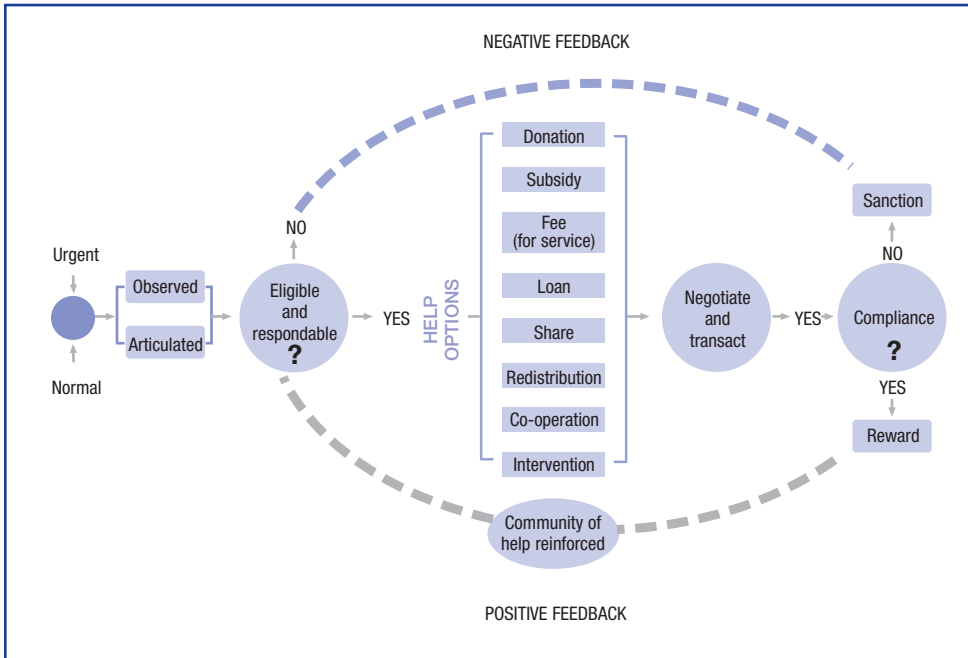 NEGATIVE FEEDBACK
Urgent
Normal
Observed
Articulated
NO
Eligible
and
respondable
?
YES
HELP
OPTIONS
Donation
Subsidy
Fee
(for service)
Loan
Share
Redistribution
Co-operation
Intervention
Negotiate
and
transact
YES
Sanction
NO
Compliance
?
YES
Reward
Community of
help reinforced
POSITIVE FEEDBACK